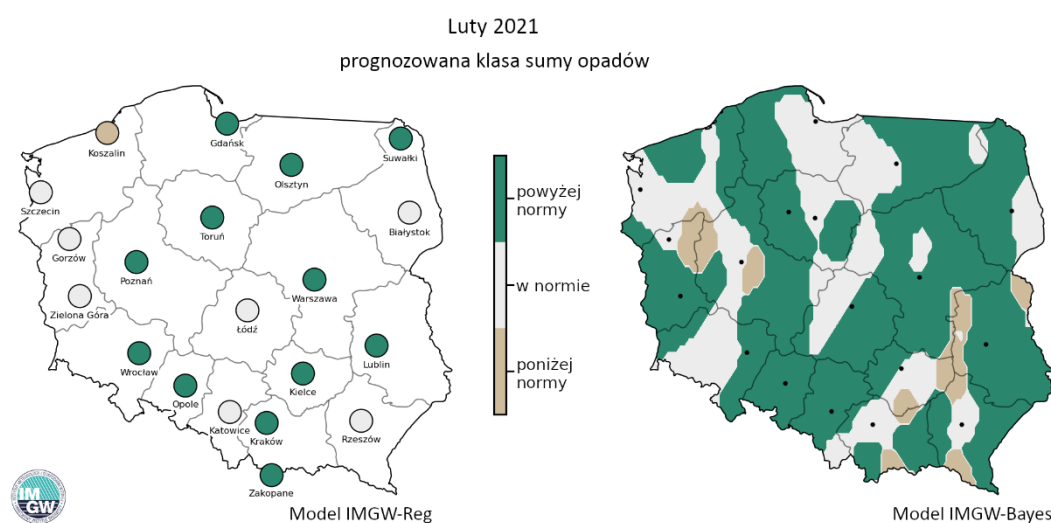 Luty 2021
prognozowana klasa sumy opadów
Koszalin
Gdańsk
Suwałki
Olsztyn
Szczecin
Białystok
Toruń
Gorzów
Poznań
Warszawa
Zielona Góra
Łódź
Wrocław
Lublin
Opole
Kielce
Katowice
Kraków
Rzeszów
Zakopane
powyżej
normy
w normie
poniżej
normy
IM
GW
Model IMGW-Reg
Model IMGW-Bayes